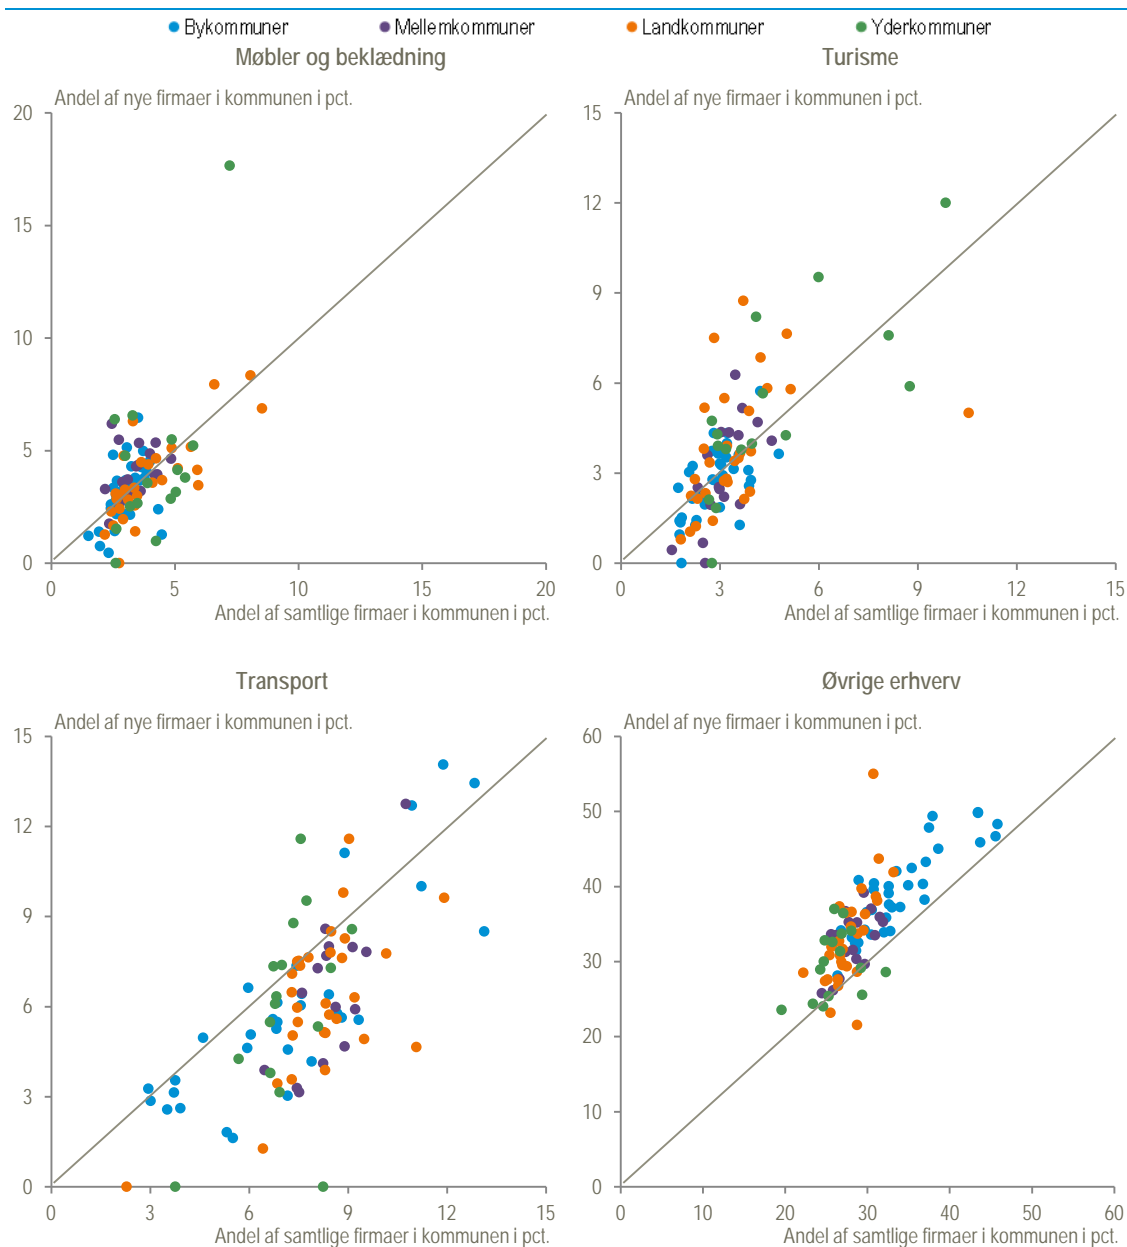 Bykommuner Mellemkommuner Landkommuner Yderkommuner
Møbler og beklædning
Andel af nye firmaer i kommunen i pct.
20
15
10
5
0
0 5 10 15 20
Andel af samtlige firmaer i kommunen i pct.
Turisme
Andel af nye firmaer i kommunen i pct.
15
12
9
6
3
0
0 3 6 9 12 15
Andel af samtlige firmaer i kommunen i pct.
Transport
Andel af nye firmaer i kommunen i pct.
15
12
9
6
3
0
0 3 6 9 12 15
Andel af samtlige firmaer i kommunen i pct.
Øvrige erhverv
Andel af nye firmaer i kommunen i pct.
60
50
40
30
20
10
0
0 10 20 30 40 50 60
Andel af samtlige firmaer i kommunen i pct.